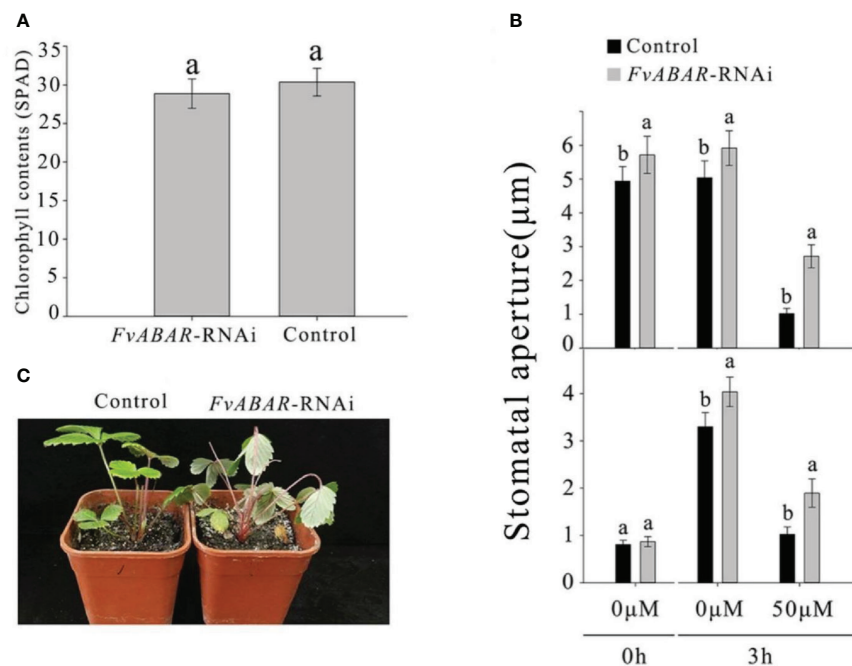 A
Chlorophyll contents (SPAD)
35
30
25
20
15
10
5
0
a
a
FvABAR-RNAi Control
B
Control
FvABAR-RNAi
Stomatal aperture(μm)
6
5
4
3
2
1
0
b
a
b
a
b
a
4
3
2
1
0
a
a
b
a
b
a
0μM 0μM 50μM
0h 3h
C
Control FvABAR-RNAi